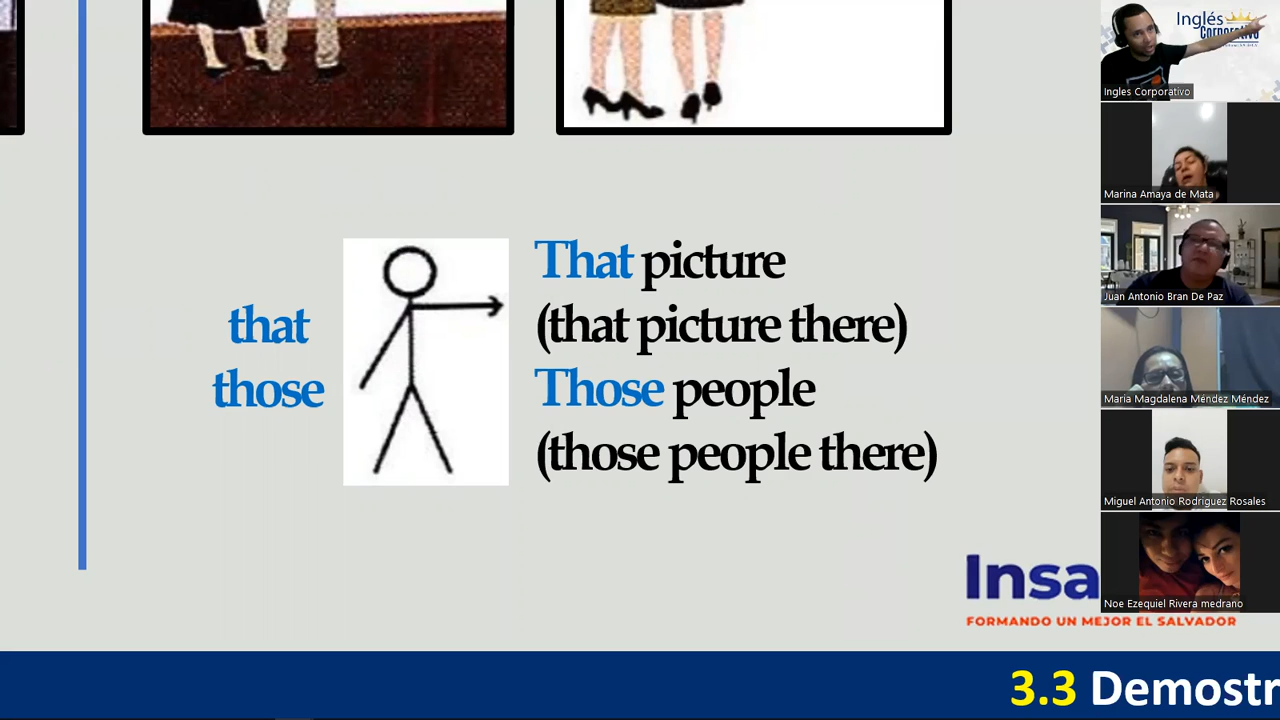 that
those
That picture
(that picture there)
Those people
(those people there)
Insa
FORMANDO UN MEJOR EL SALVADOR
3.3 Demostr
Inglés
Corporativo
Ingles Corporativo
Marina Amaya de Mata
Juan Antonio Bran De Paz
María Magdalena Méndez Méndez
Miguel Antonio Rodriguez Rosales
Noe Ezequiel Rivera medrano